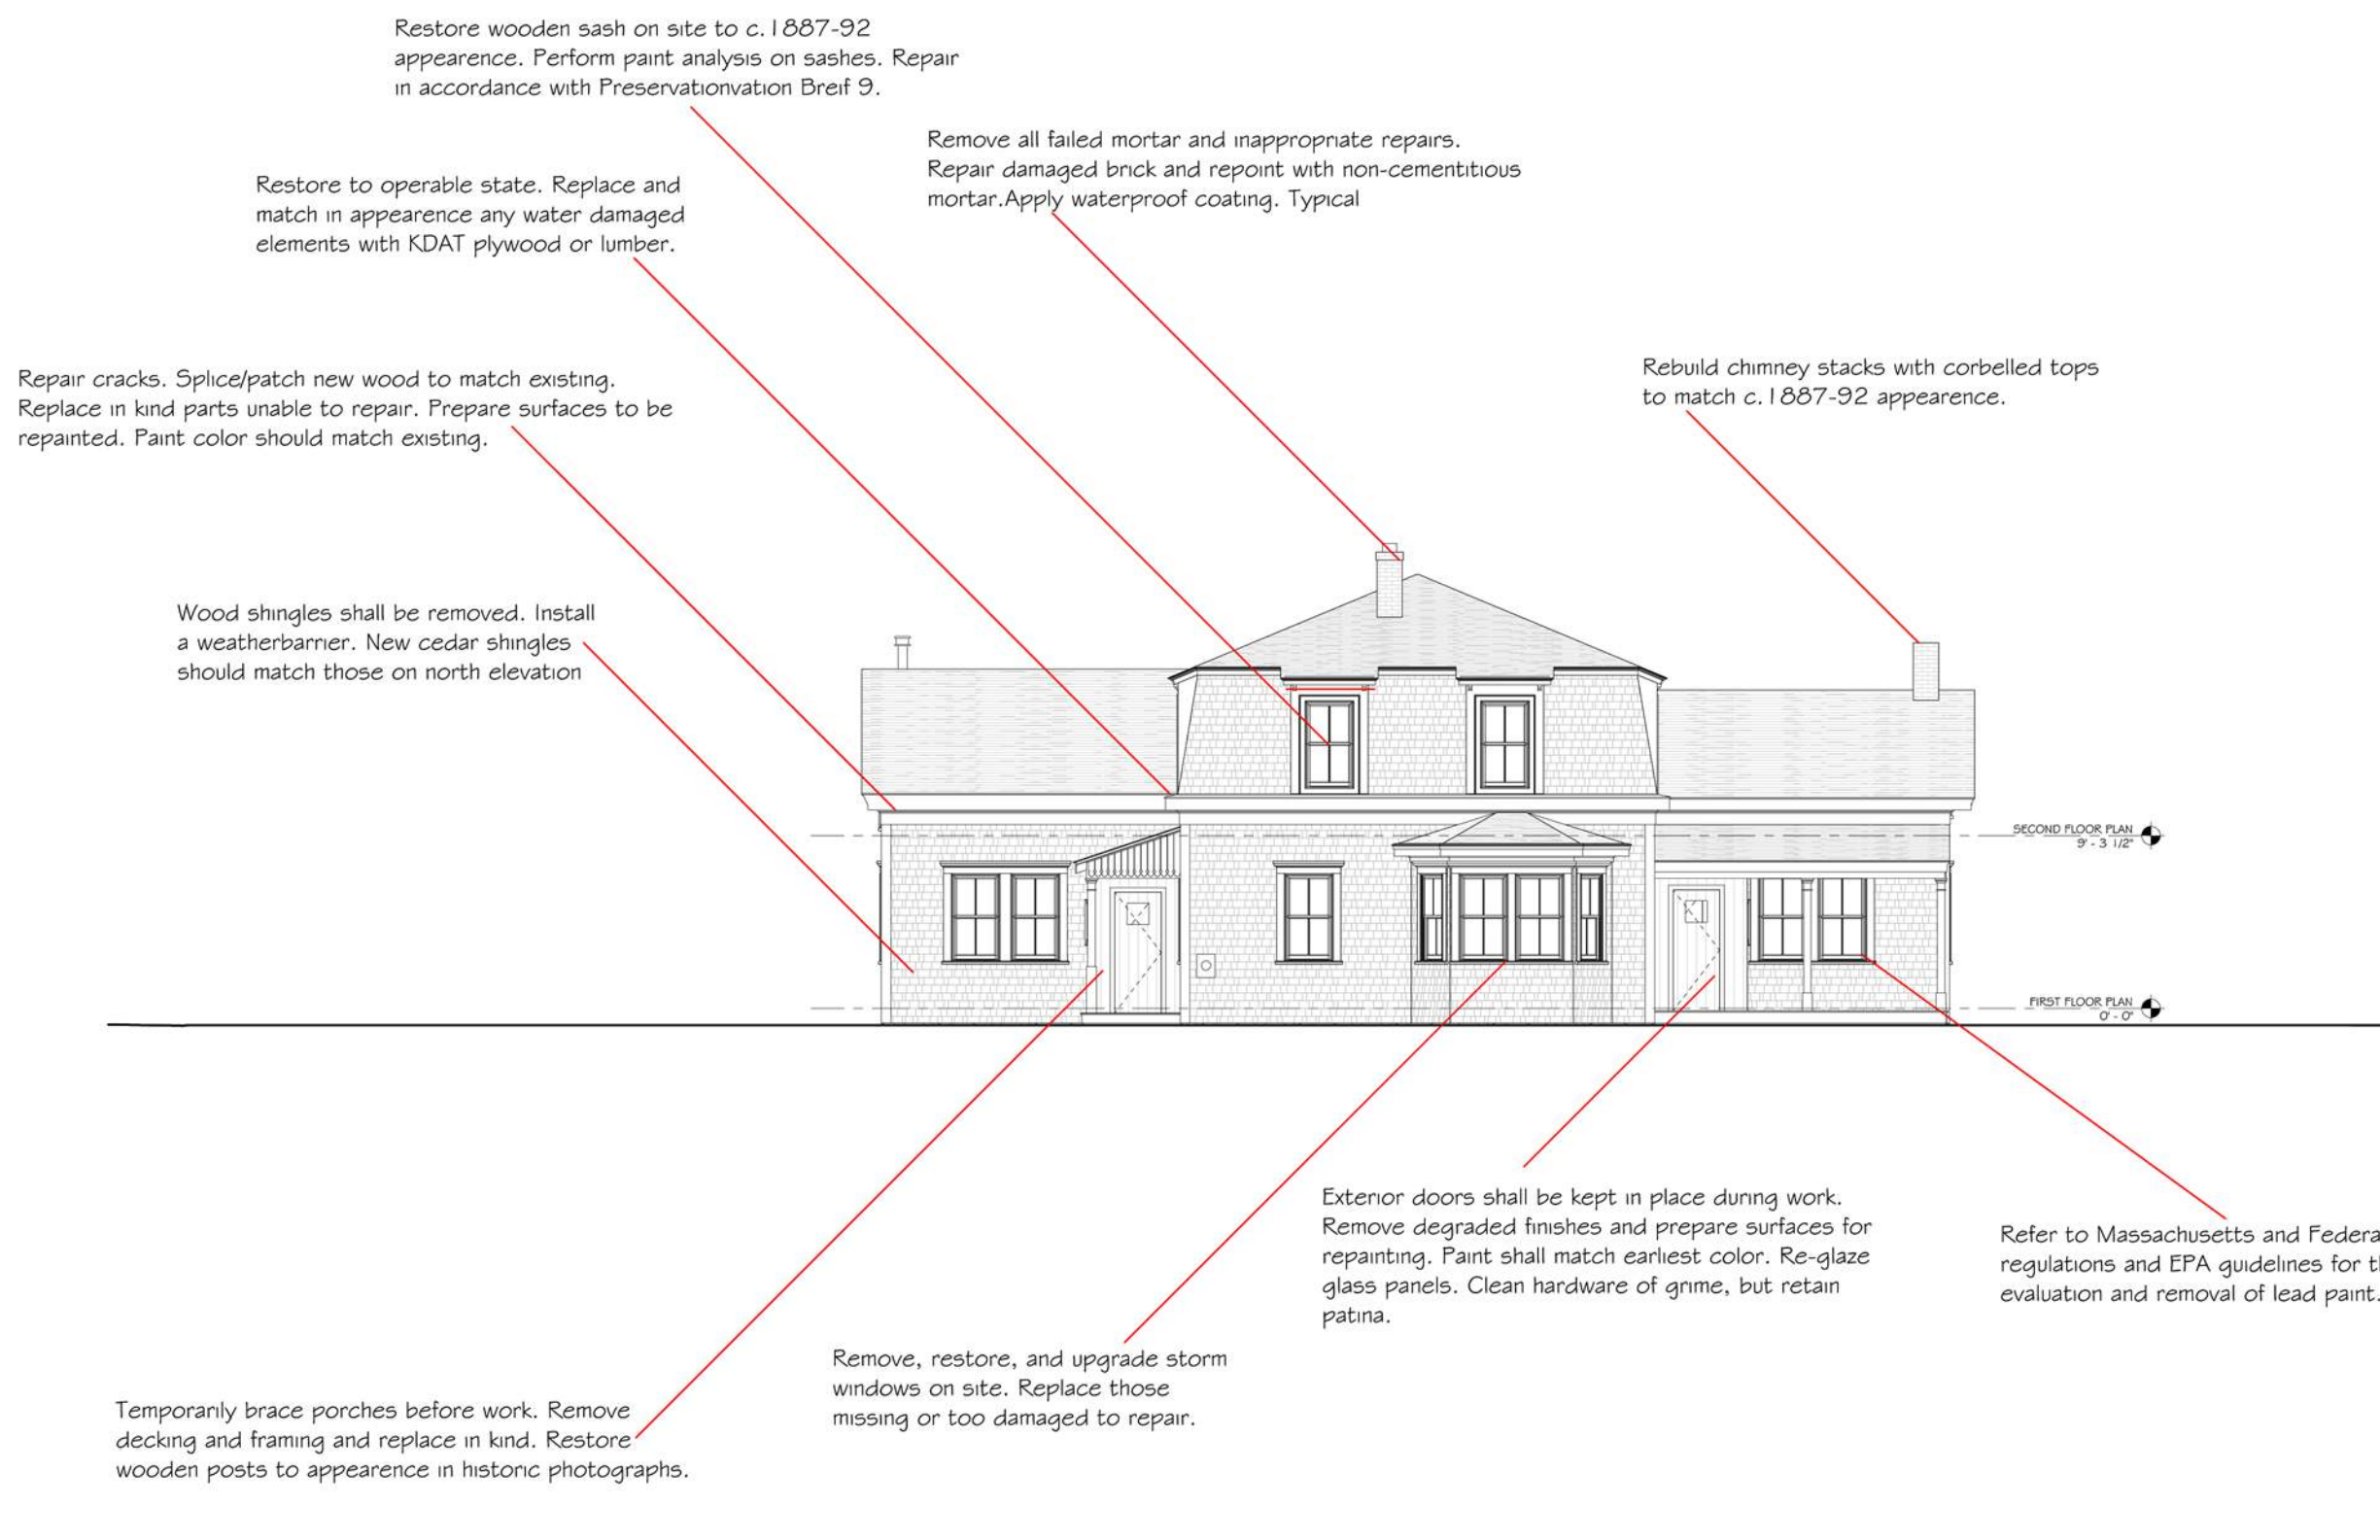 Restore wooden sash on site to c.1887-92
appearence. Perform paint analysis on sashes. Repair
in accordance with Preservationvation Breif 9.
Remove all failed mortar and inappropriate repairs.
Repair damaged brick and repoint with non-cementitious
mortar.Apply waterproof coating. Typical
Restore to operable state. Replace and
match in appearence any water damaged
elements with KDAT plywood or lumber.
Rebuild chimney stacks with corbelled tops
to match c.1887-92 appearence.
Repair cracks. Splice/patch new wood to match existing.
Replace in kind parts unable to repair. Prepare surfaces to be
repainted. Paint color should match existing.
Wood shingles shall be removed. Install
a weatherbarrier. New cedar shingles
should match those on north elevation
SECOND FLOOR PLAN
9' - 3 1/2"
FIRST FLOOR PLAN
0' - 0"
Exterior doors shall be kept in place during work.
Remove degraded finishes and prepare surfaces for
repainting. Paint shall match earliest color. Re-glaze
glass panels. Clean hardware of grime, but retain
patina.
Refer to Massachusetts and Federa
regulations and EPA guidelines for
evaluation and removal of lead paint.
Remove, restore, and upgrade storm
windows on site. Replace those
missing or too damaged to repair.
Temporarily brace porches before work. Remove
decking and framing and replace in kind. Restore
wooden posts to appearence in historic photographs.